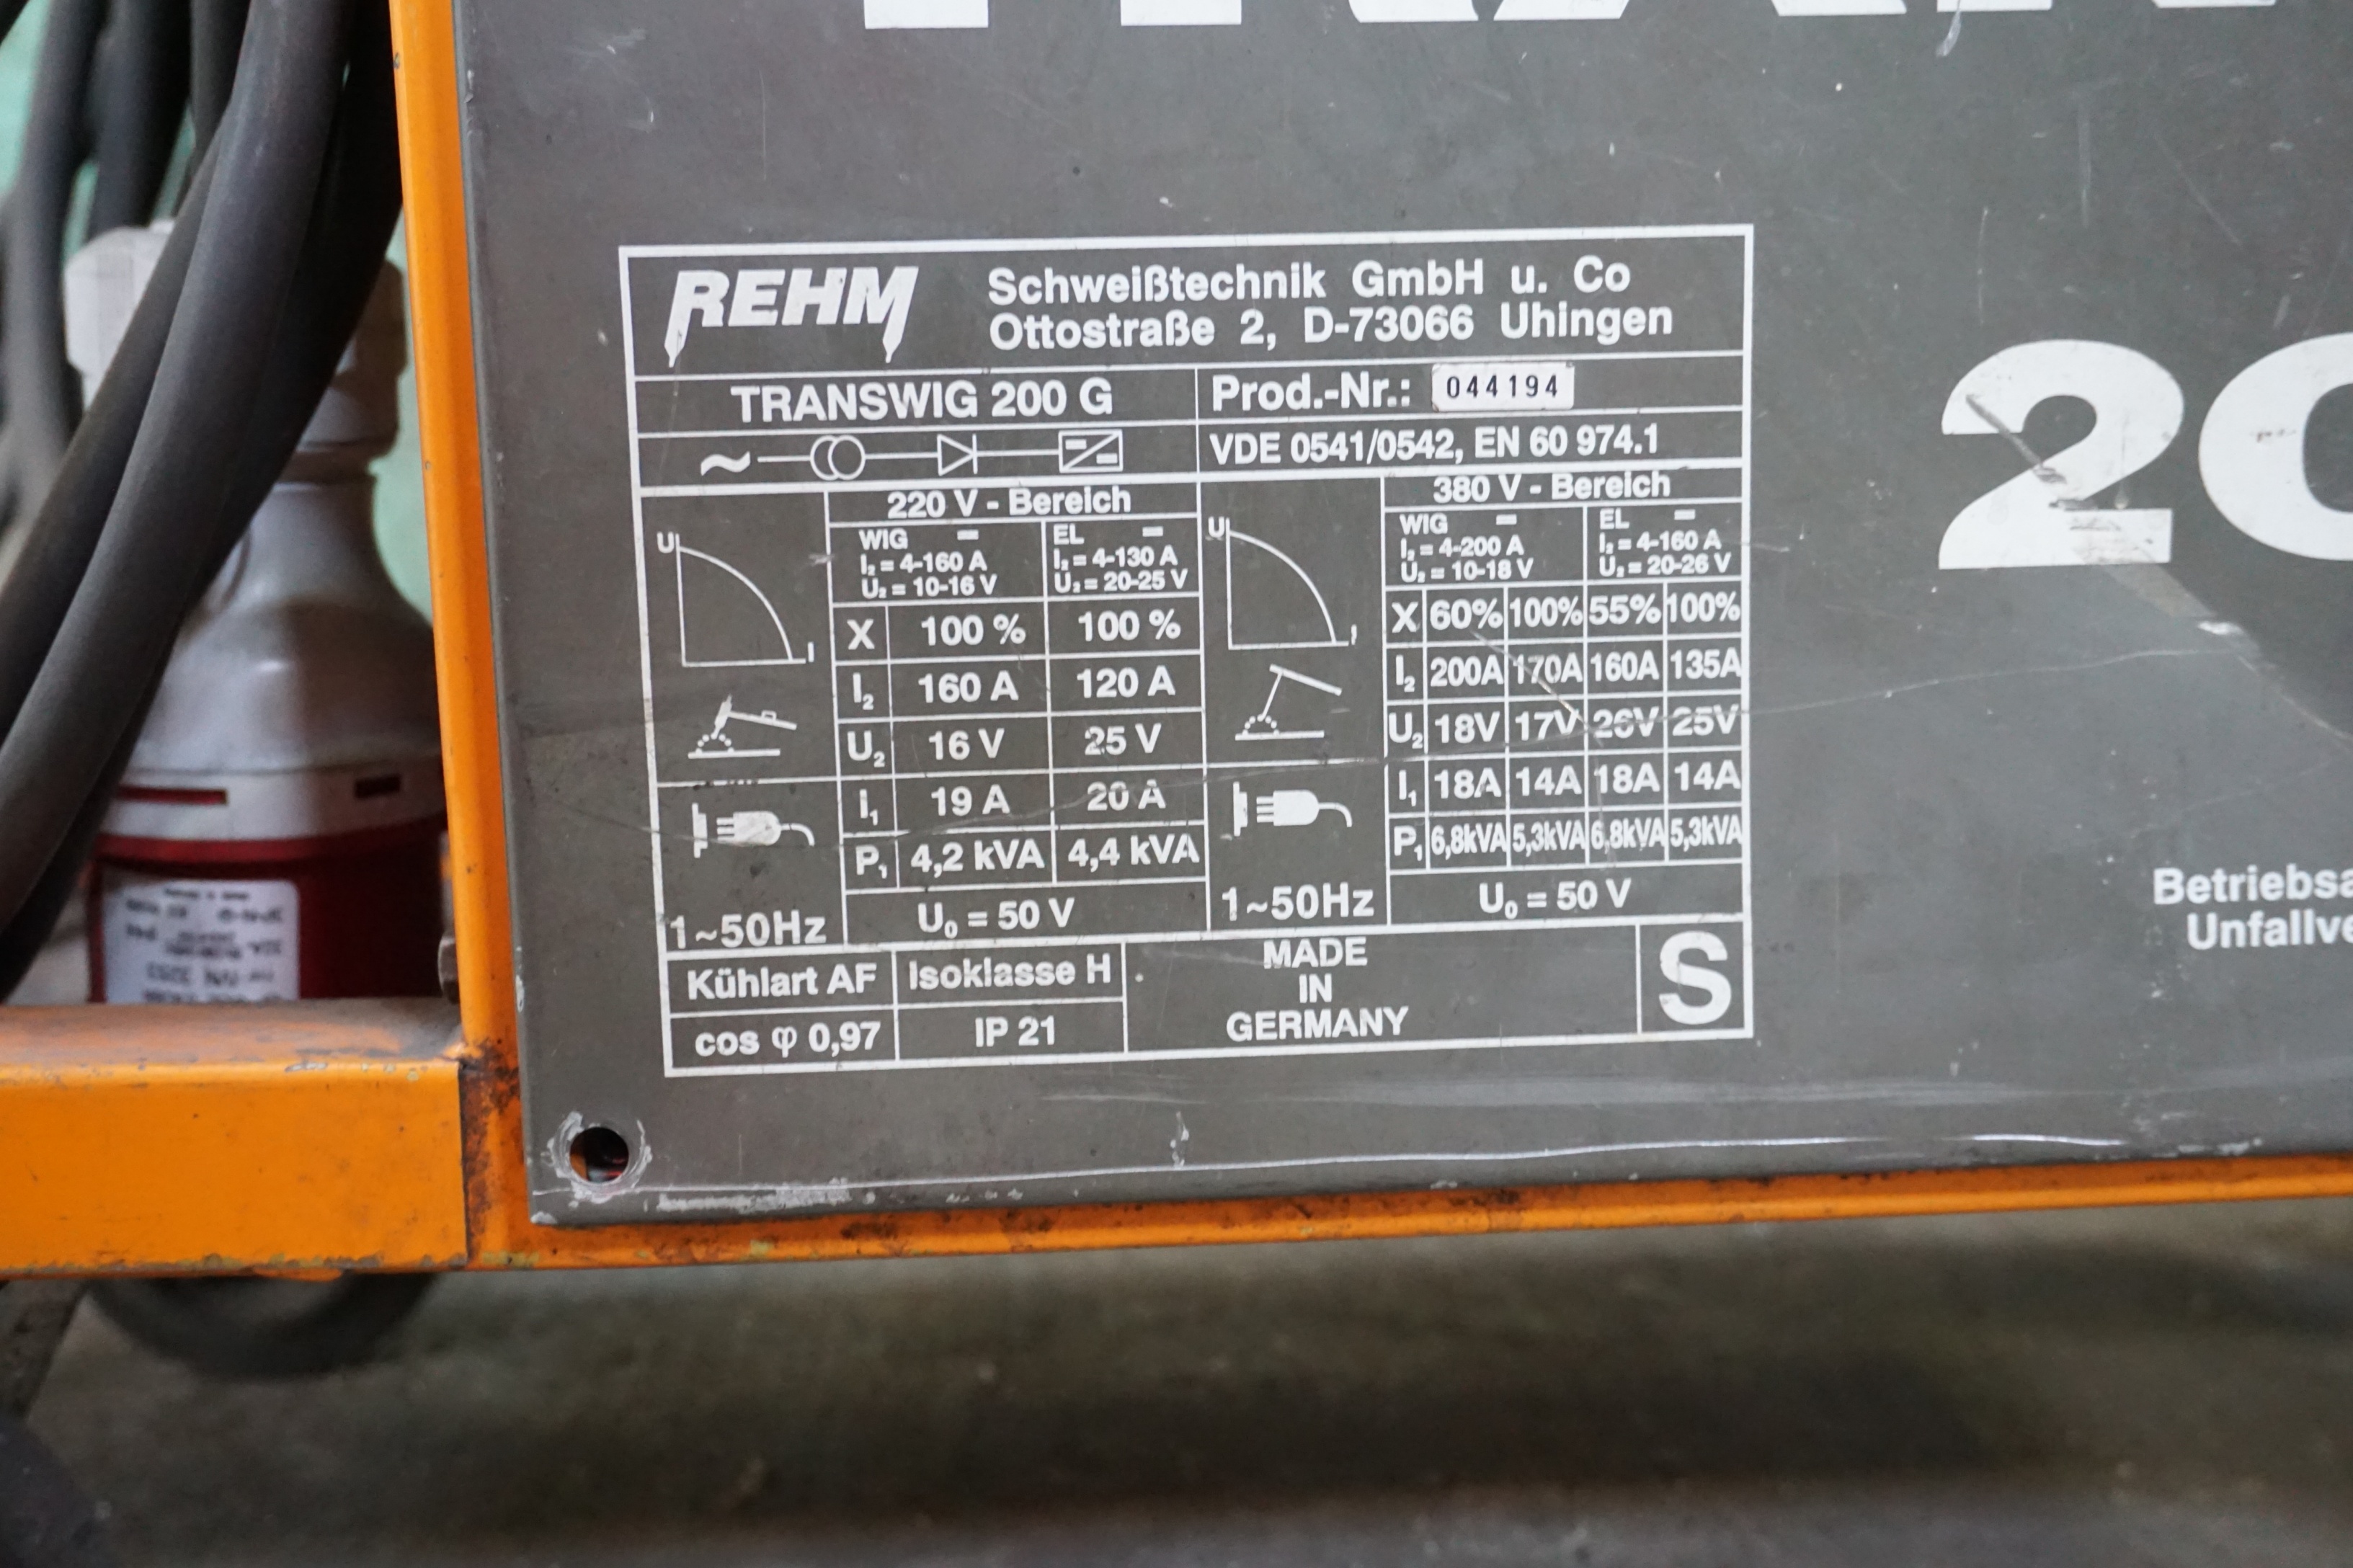 REHM
Schweißtechnik GmbH u. Co
Ottostraße 2, D-73066 Uhingen
TRANSWIG 200 G
Prod.-Nr.: 044194
VDE 0541/0542, EN 60 974.1
220 V - Bereich
WIG EL
I₂ = 4-160 A I₂ = 4-130 A
U₂ = 10-16 V U₂ = 20-25 V
U
I
X 100 % 100 %
I₂ 160 A 120 A
U₂ 16 V 25 V
I₁ 19 A 20 A
P₁ 4,2 kVA 4,4 kVA
1~50Hz
U₀ = 50 V
380 V - Bereich
WIG EL
I₂ = 4-200 A I₂ = 4-160 A
U₂ = 10-18 V U₂ = 20-26 V
U
I
X 60% 100% 55% 100%
I₂ 200A 170A 160A 135A
U₂ 18V 17V 26V 25V
I₁ 18A 14A 18A 14A
P₁ 6,8kVA 5,3kVA 6,8kVA 5,3kVA
1~50Hz
U₀ = 50 V
Kühlart AF Isoklasse H
cos φ 0,97 IP 21
MADE
IN
GERMANY
S
20